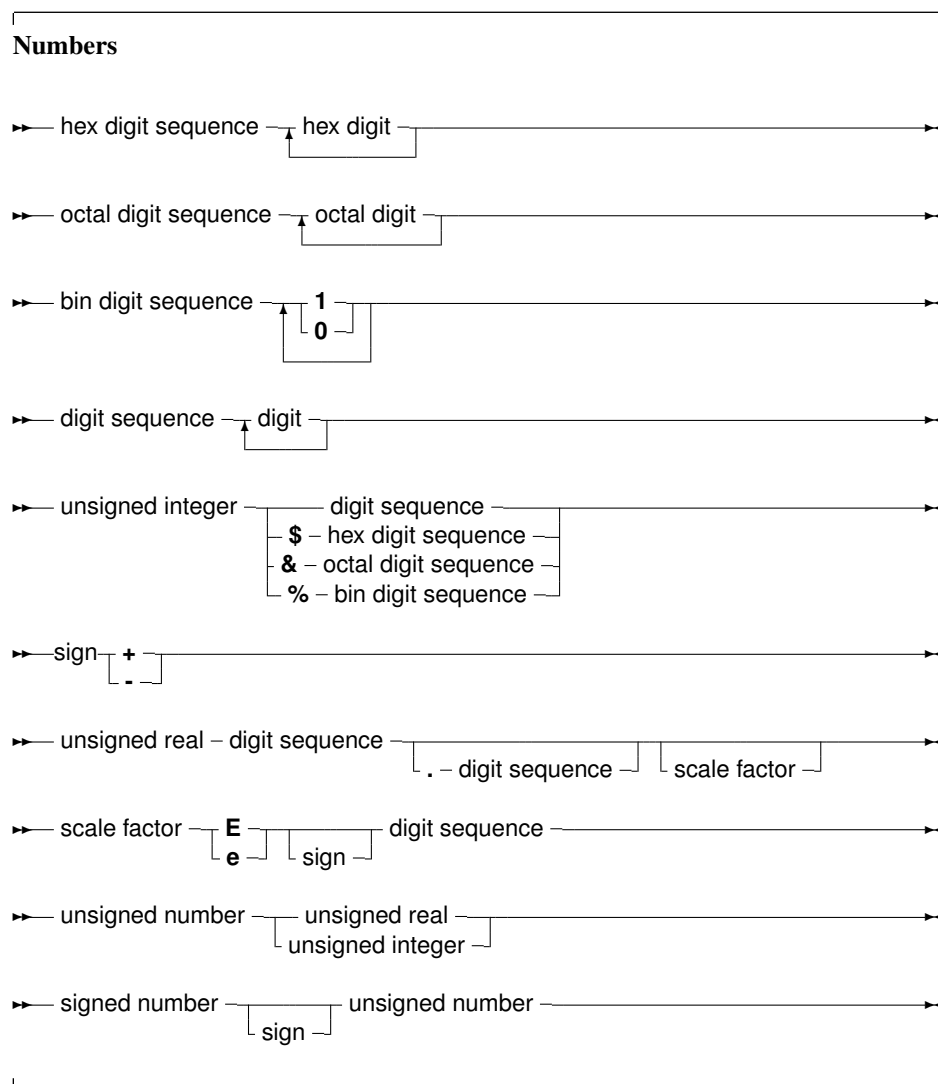 Numbers
hex digit sequence hex digit
octal digit sequence octal digit
bin digit sequence 1
0
digit sequence digit
unsigned integer digit sequence
$ hex digit sequence
& octal digit sequence
% bin digit sequence
sign +
-
unsigned real digit sequence
. digit sequence scale factor
scale factor E digit sequence
e sign
unsigned number unsigned real
unsigned integer
signed number unsigned number
sign